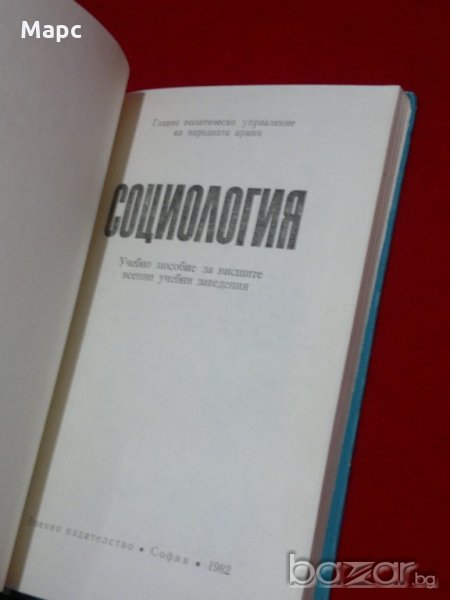 Марс
Главно политическо управление
на народната армия
СОЦИОЛОГИЯ
Учебно пособие за висшите
военни учебни заведения
Военно издателство • София • 1982
bazar.бг